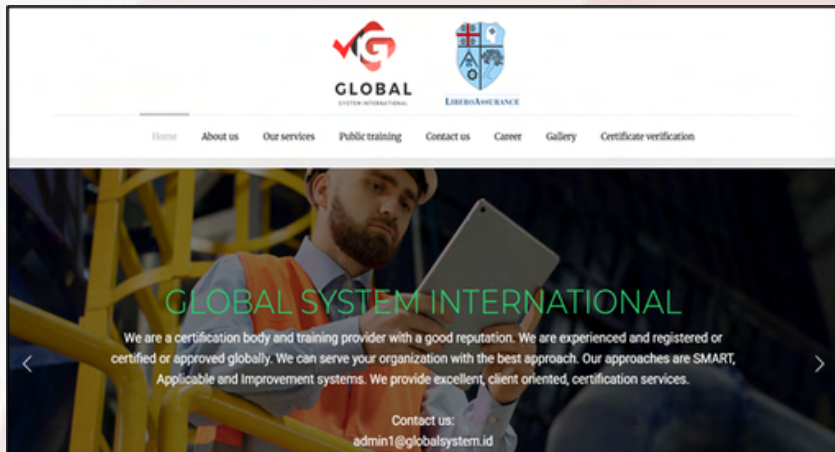 GLOBAL
SYSTEM INTERNATIONAL
LIBEROASSURANCE
Home About us Our services Public training Contact us Career Gallery Certificate verification
GLOBAL SYSTEM INTERNATIONAL
We are a certification body and training provider with a good reputation. We are experienced and registered or
certified or approved globally. We can serve your organization with the best approach. Our approaches are SMART,
Applicable and Improvement systems. We provide excellent, client oriented, certification services.
Contact us:
admin1@globalsystem.id